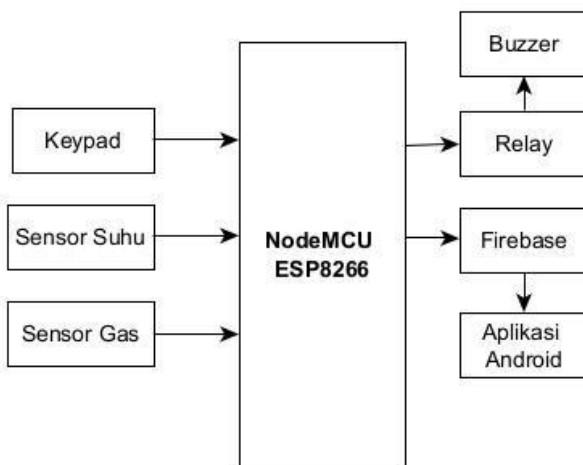 Keypad
Sensor Suhu
Sensor Gas
NodeMCU
ESP8266
Buzzer
Relay
Firebase
Aplikasi
Android